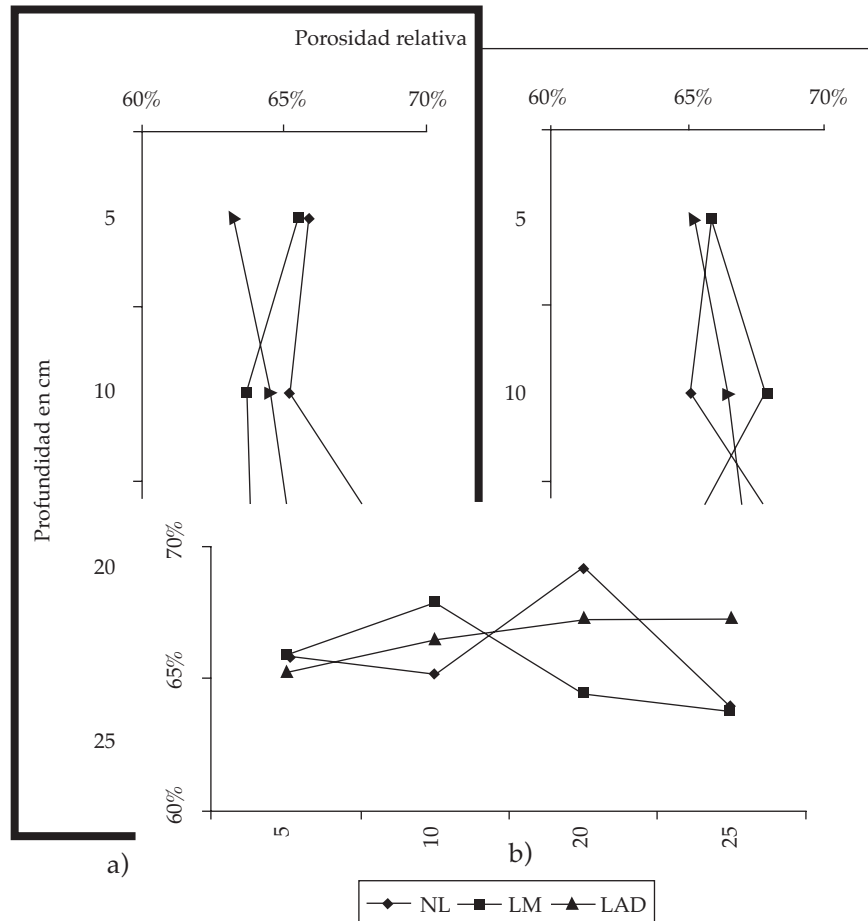 Porosidad relativa
60% 65% 70% 60% 65% 70%
5 5
10 10
Profundidad en cm
20
25
70%
65%
60%
5 10 20 25
a) b)
NL LM LAD